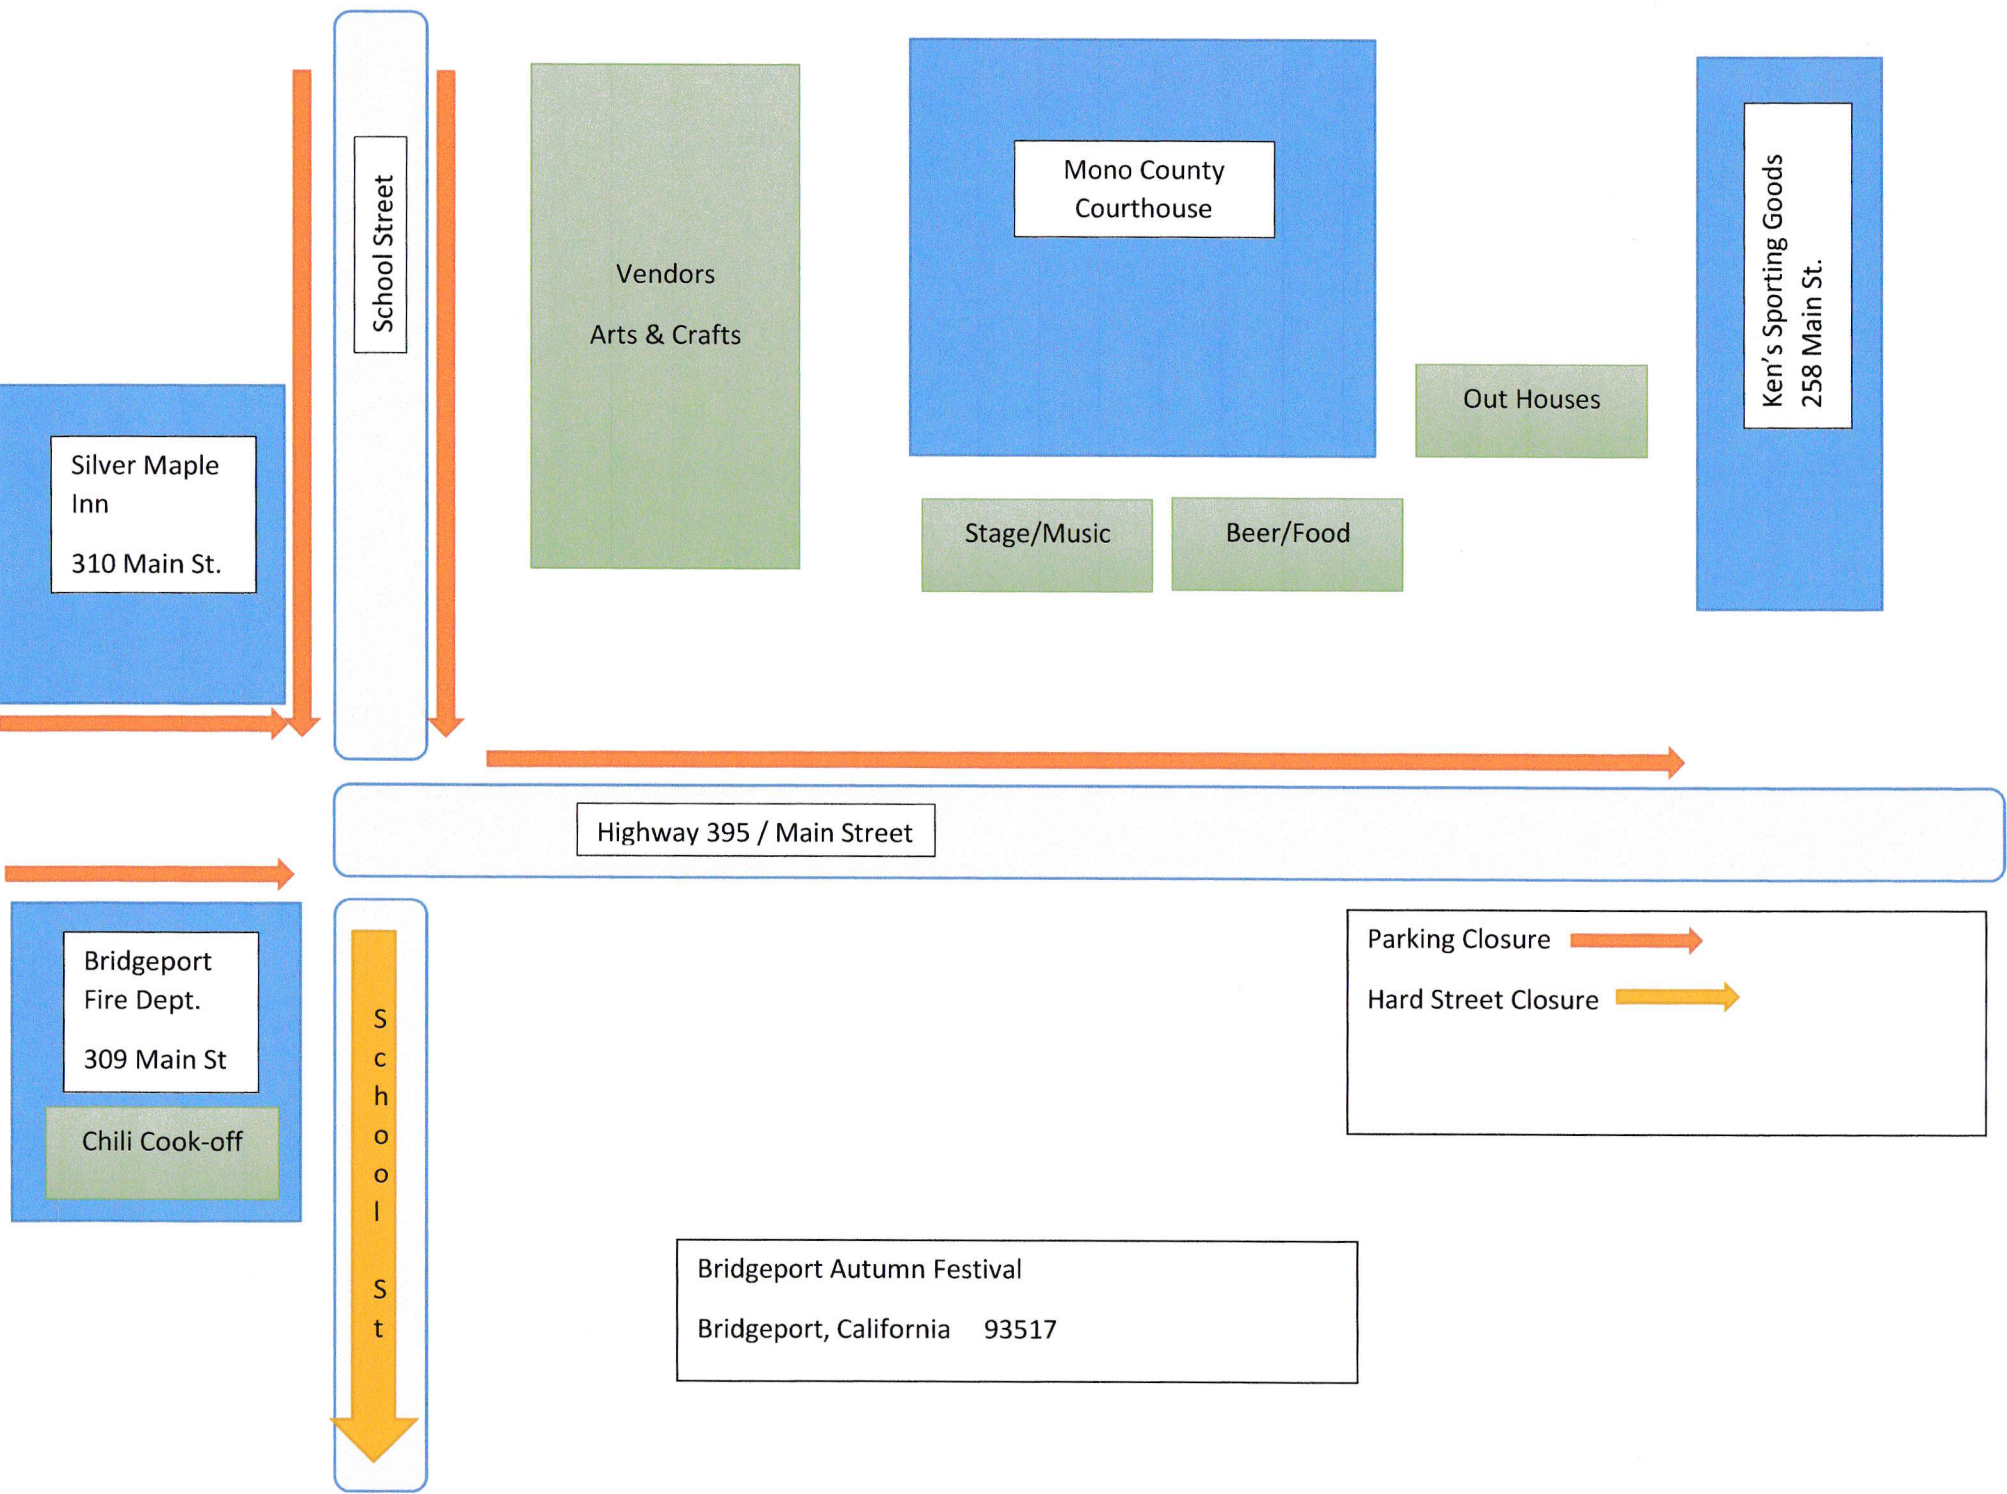 School Street
Vendors
Arts & Crafts
Mono County
Courthouse
Ken's Sporting Goods
258 Main St.
Out Houses
Silver Maple
Inn
310 Main St.
Stage/Music
Beer/Food
Highway 395 / Main Street
Bridgeport
Fire Dept.
309 Main St
Chili Cook-off
School St
Parking Closure
Hard Street Closure
Bridgeport Autumn Festival
Bridgeport, California 93517